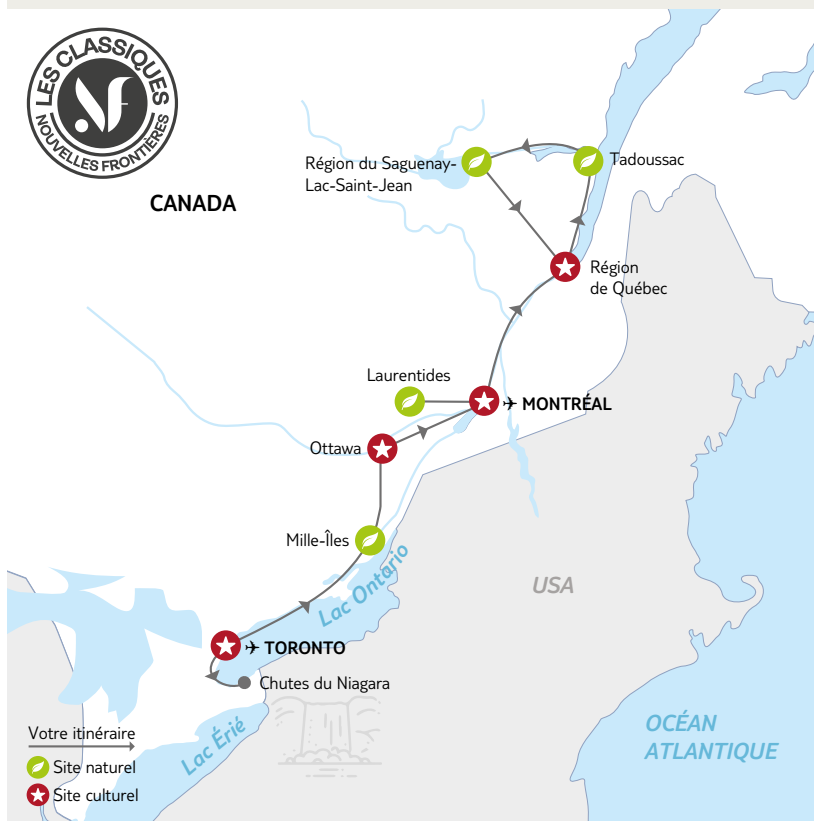 LES CLASSIQUES
NF
NOUVELLES FRONTIÈRES
CANADA
Région du Saguenay-
Lac-Saint-Jean
Tadoussac
Région
de Québec
Laurentides
MONTRÉAL
Ottawa
Mille-Îles
Lac Ontario
USA
TORONTO
Chutes du Niagara
Lac Érié
OCÉAN
ATLANTIQUE
Votre itinéraire
Site naturel
Site culturel